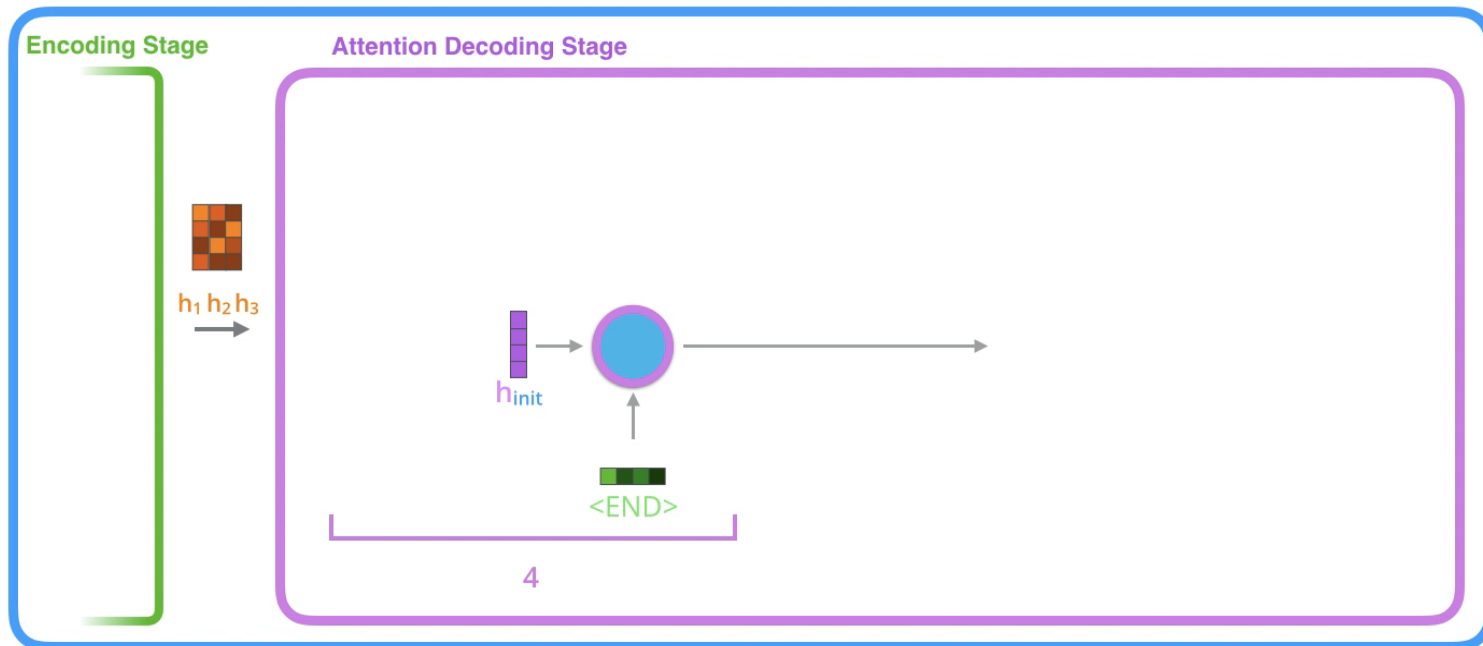 Encoding Stage
Attention Decoding Stage
h₁ h₂ h₃
hinit
<END>
4